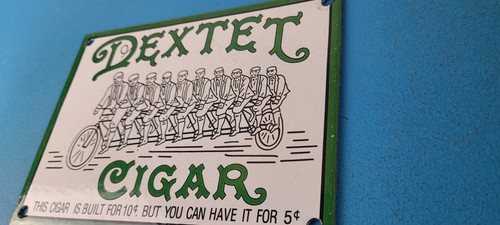 DEXTET
CIGAR
THIS CIGAR IS BUILT FOR 10¢. BUT YOU CAN HAVE IT FOR 5¢